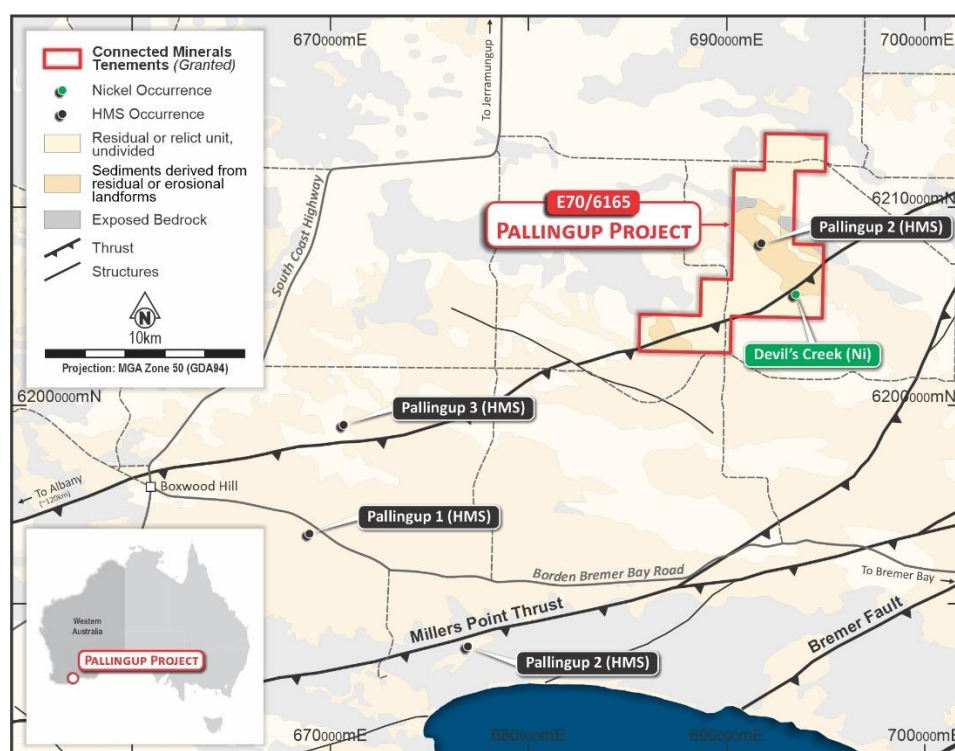 670000mE
690000mE
700000mE
Connected Minerals
Tenements (Granted)
Nickel Occurrence
HMS Occurrence
Residual or relict unit,
undivided
Sediments derived from
residual or erosional
landforms
Exposed Bedrock
Thrust
Structures
N
10km
Projection: MGA Zone 50 (GDA94)
To Jerramungup
South Coast Highway
E70/6165
PALLINGUP PROJECT
6210000mN
Pallingup 2 (HMS)
Devil's Creek (Ni)
6200000mN
Pallingup 3 (HMS)
To Albany
(~120km)
Boxwood Hill
Pallingup 1 (HMS)
Borden Bremer Bay Road
To Bremer Bay
Millers Point Thrust
Bremer Fault
Pallingup 2 (HMS)
Western
Australia
PALLINGUP PROJECT
670000mE
680000mE
690000mE
700000mE